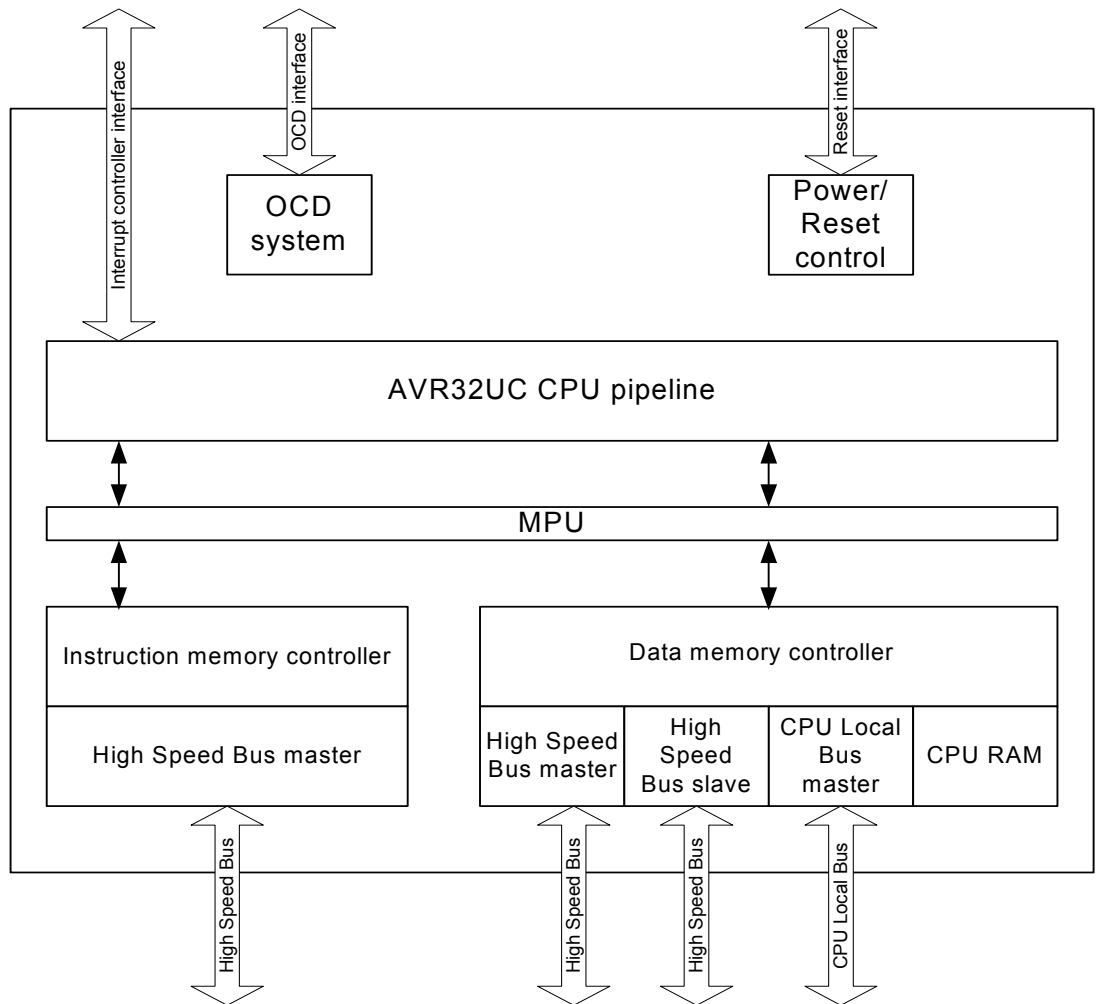 Interrupt controller interface
OCD interface
Reset interface
OCD
system
Power/
Reset
control
AVR32UC CPU pipeline
MPU
Instruction memory controller
Data memory controller
High Speed Bus master
High Speed
Bus master
High
Speed
Bus slave
CPU Local
Bus
master
CPU RAM
High Speed Bus
High Speed Bus
High Speed Bus
CPU Local Bus